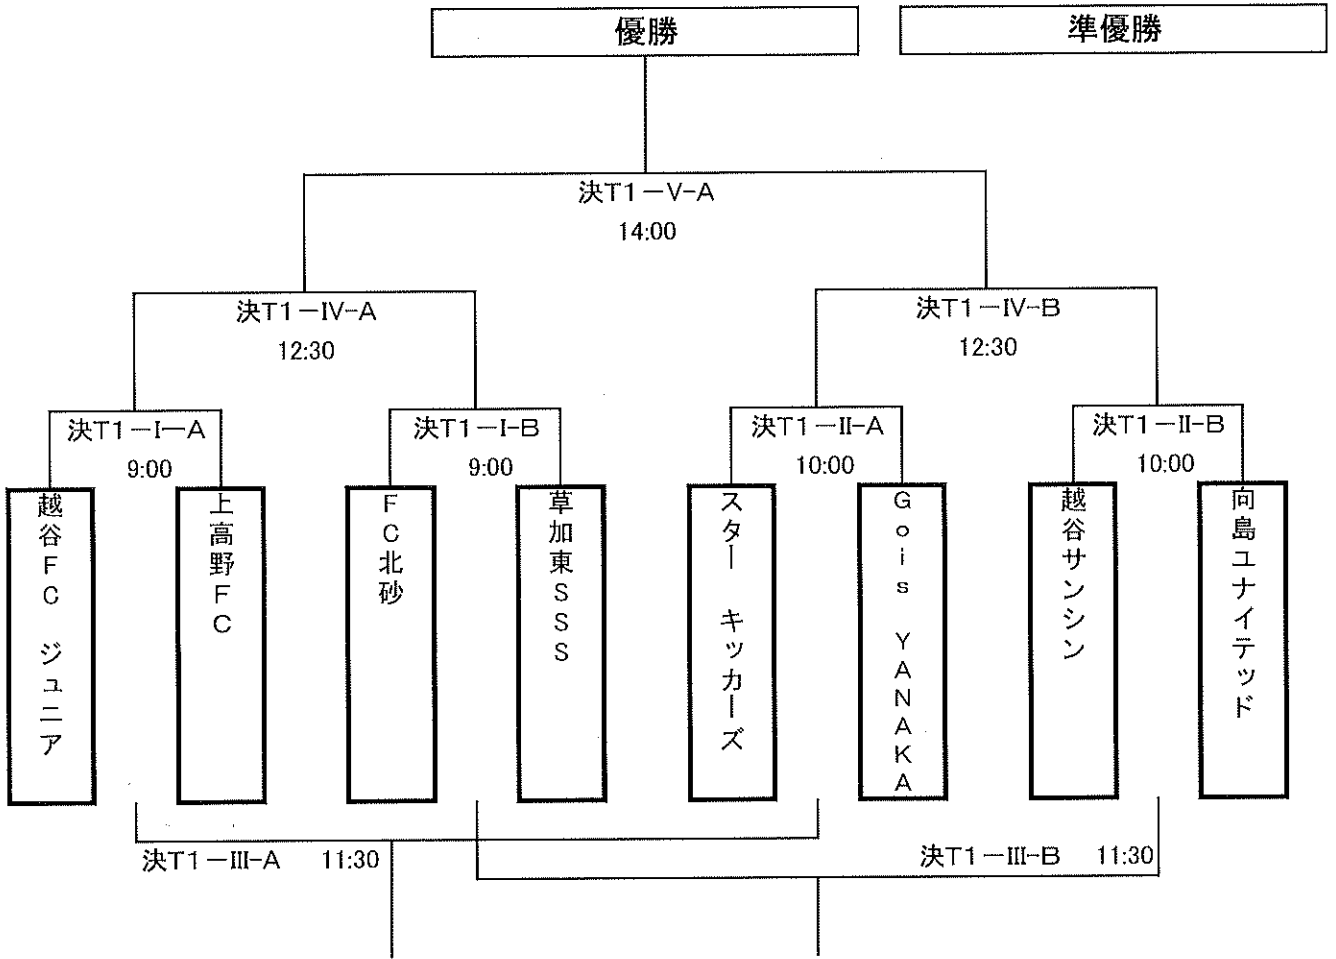 優勝
準優勝
決T1－V-A
14:00
決T1－IV-A
12:30
決T1－IV-B
12:30
決T1－I－A
9:00
決T1－I-B
9:00
決T1－II-A
10:00
決T1－II-B
10:00
越谷FC ジュニア
上高野FC
FC北砂
草加東SSS
スター キッカーズ
Gois YANAKA
越谷サンシン
向島ユナイテッド
決T1－III-A 11:30
決T1－III-B 11:30